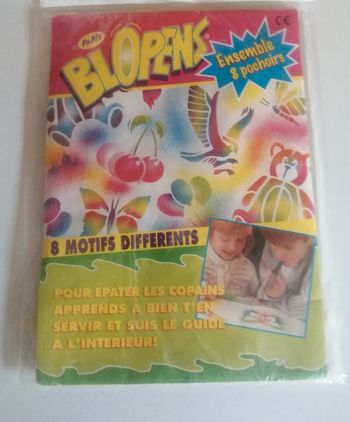 P&M's
BLOPENS
CE
Ensemble
8 pochoirs
8 MOTIFS DIFFERENTS
POUR EPATER LES COPAINS
APPRENDS À BIEN T'EN
SERVIR ET SUIS LE GUIDE
À L'INTERIEUR!